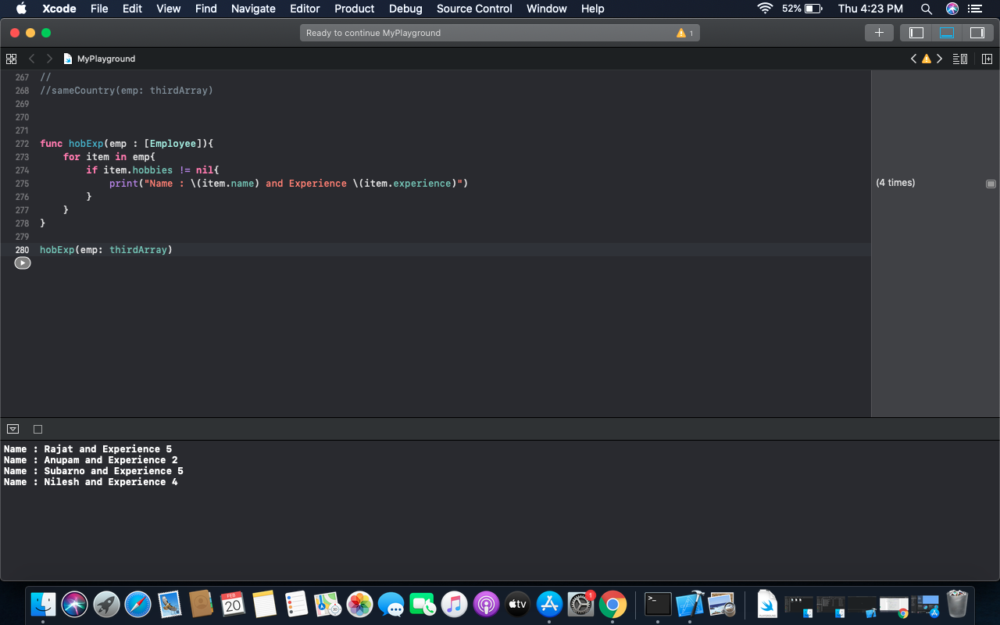 Xcode File Edit View Find Navigate Editor Product Debug Source Control Window Help 52% Thu 4:23 PM
Ready to continue MyPlayground 1
MyPlayground
267 //
268 //sameCountry(emp: thirdArray)
269
270
271
272 func hobExp(emp : [Employee]){
273 for item in emp{
274 if item.hobbies != nil{
275 print("Name : \(item.name) and Experience \(item.experience)") (4 times)
276 }
277 }
278 }
279
280 hobExp(emp: thirdArray)
Name : Rajat and Experience 5
Name : Anupam and Experience 2
Name : Subarno and Experience 5
Name : Nilesh and Experience 4
FEB
20
tv
1
>_